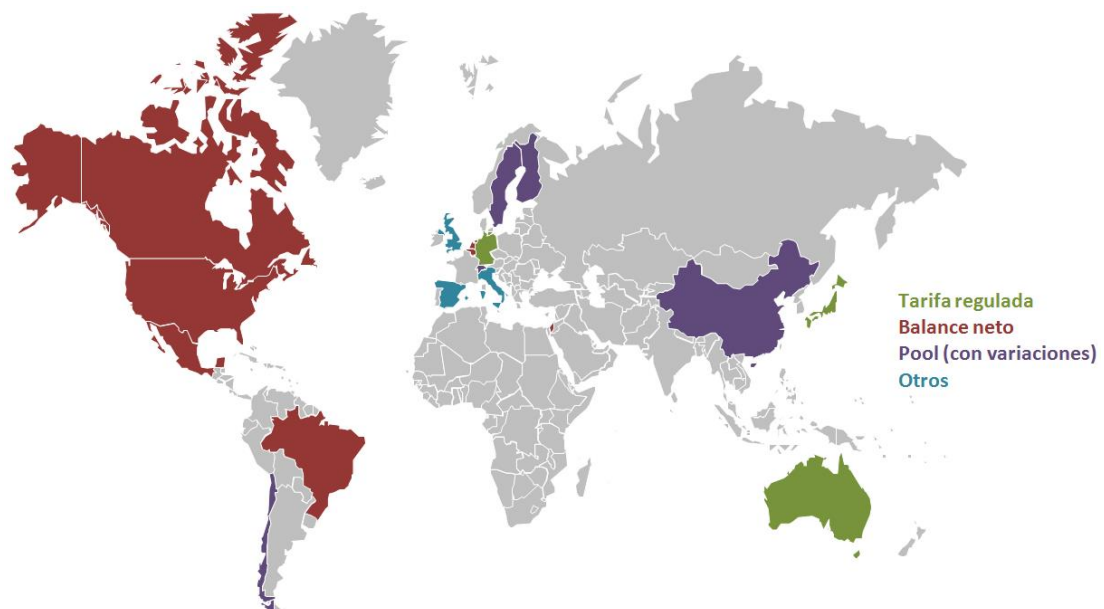 Tarifa regulada
Balance neto
Pool (con variaciones)
Otros